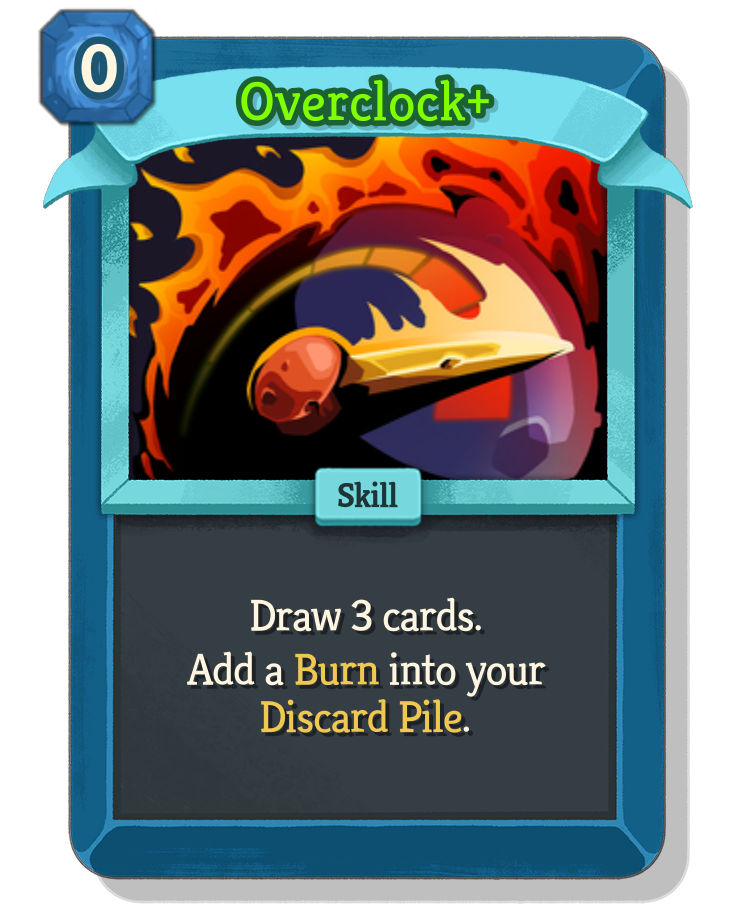 0
Overclock+
Skill
Draw 3 cards.
Add a Burn into your
Discard Pile.